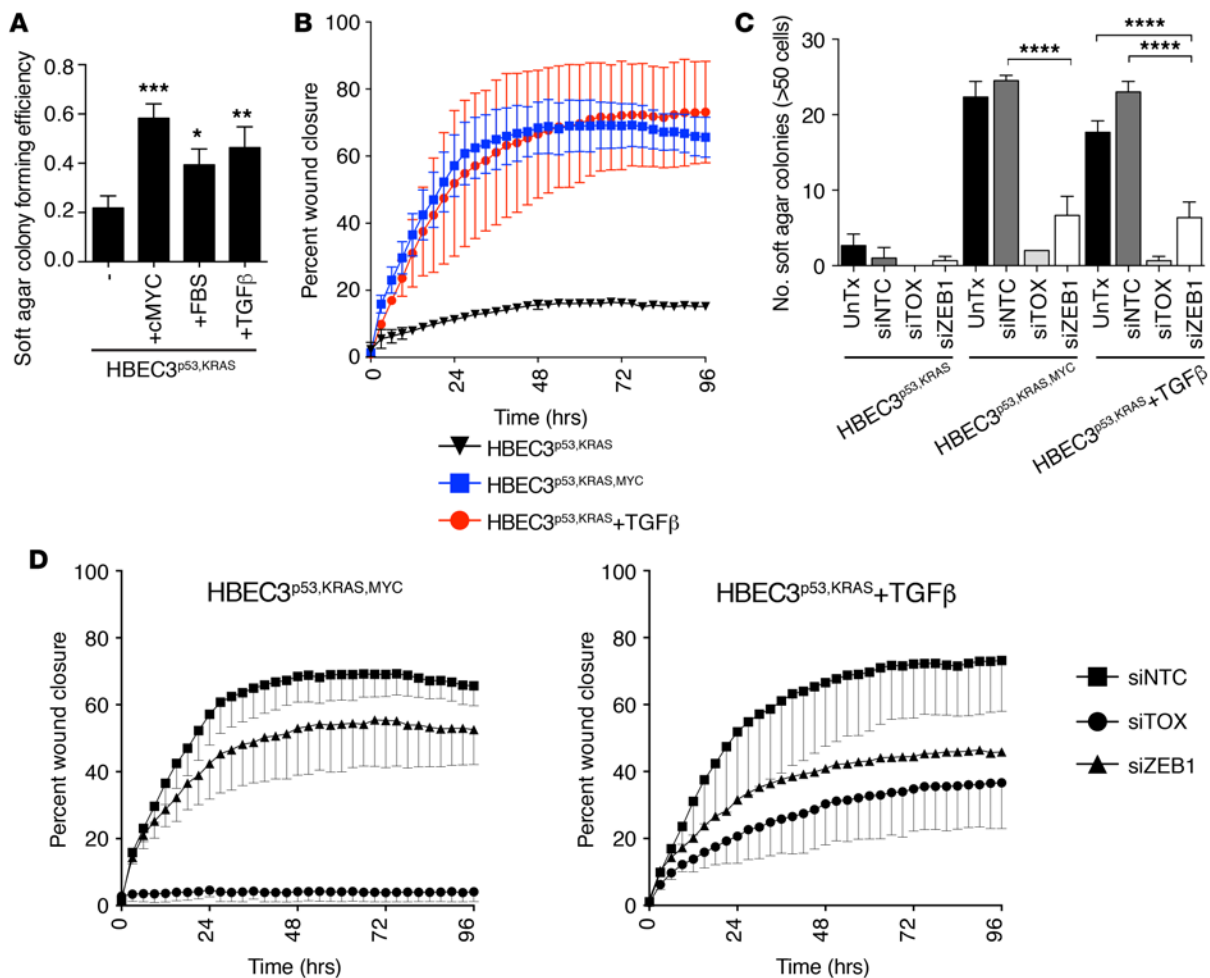 A
Soft agar colony forming efficiency
0.8
0.6
0.4
0.2
0.0
***
*
**
-
+cMYC
+FBS
+TGFβ
HBEC3p53,KRAS
B
Percent wound closure
100
80
60
40
20
0
0
24
48
72
96
Time (hrs)
HBEC3p53,KRAS
HBEC3p53,KRAS,MYC
HBEC3p53,KRAS+TGFβ
C
No. soft agar colonies (>50 cells)
30
20
10
0
****
****
****
UnTx
siNTC
siTOX
siZEB1
UnTx
siNTC
siTOX
siZEB1
UnTx
siNTC
siTOX
siZEB1
HBEC3p53,KRAS
HBEC3p53,KRAS,MYC
HBEC3p53,KRAS+TGFβ
D
HBEC3p53,KRAS,MYC
Percent wound closure
100
80
60
40
20
0
0
24
48
72
96
Time (hrs)
HBEC3p53,KRAS+TGFβ
Percent wound closure
100
80
60
40
20
0
0
24
48
72
96
Time (hrs)
siNTC
siTOX
siZEB1